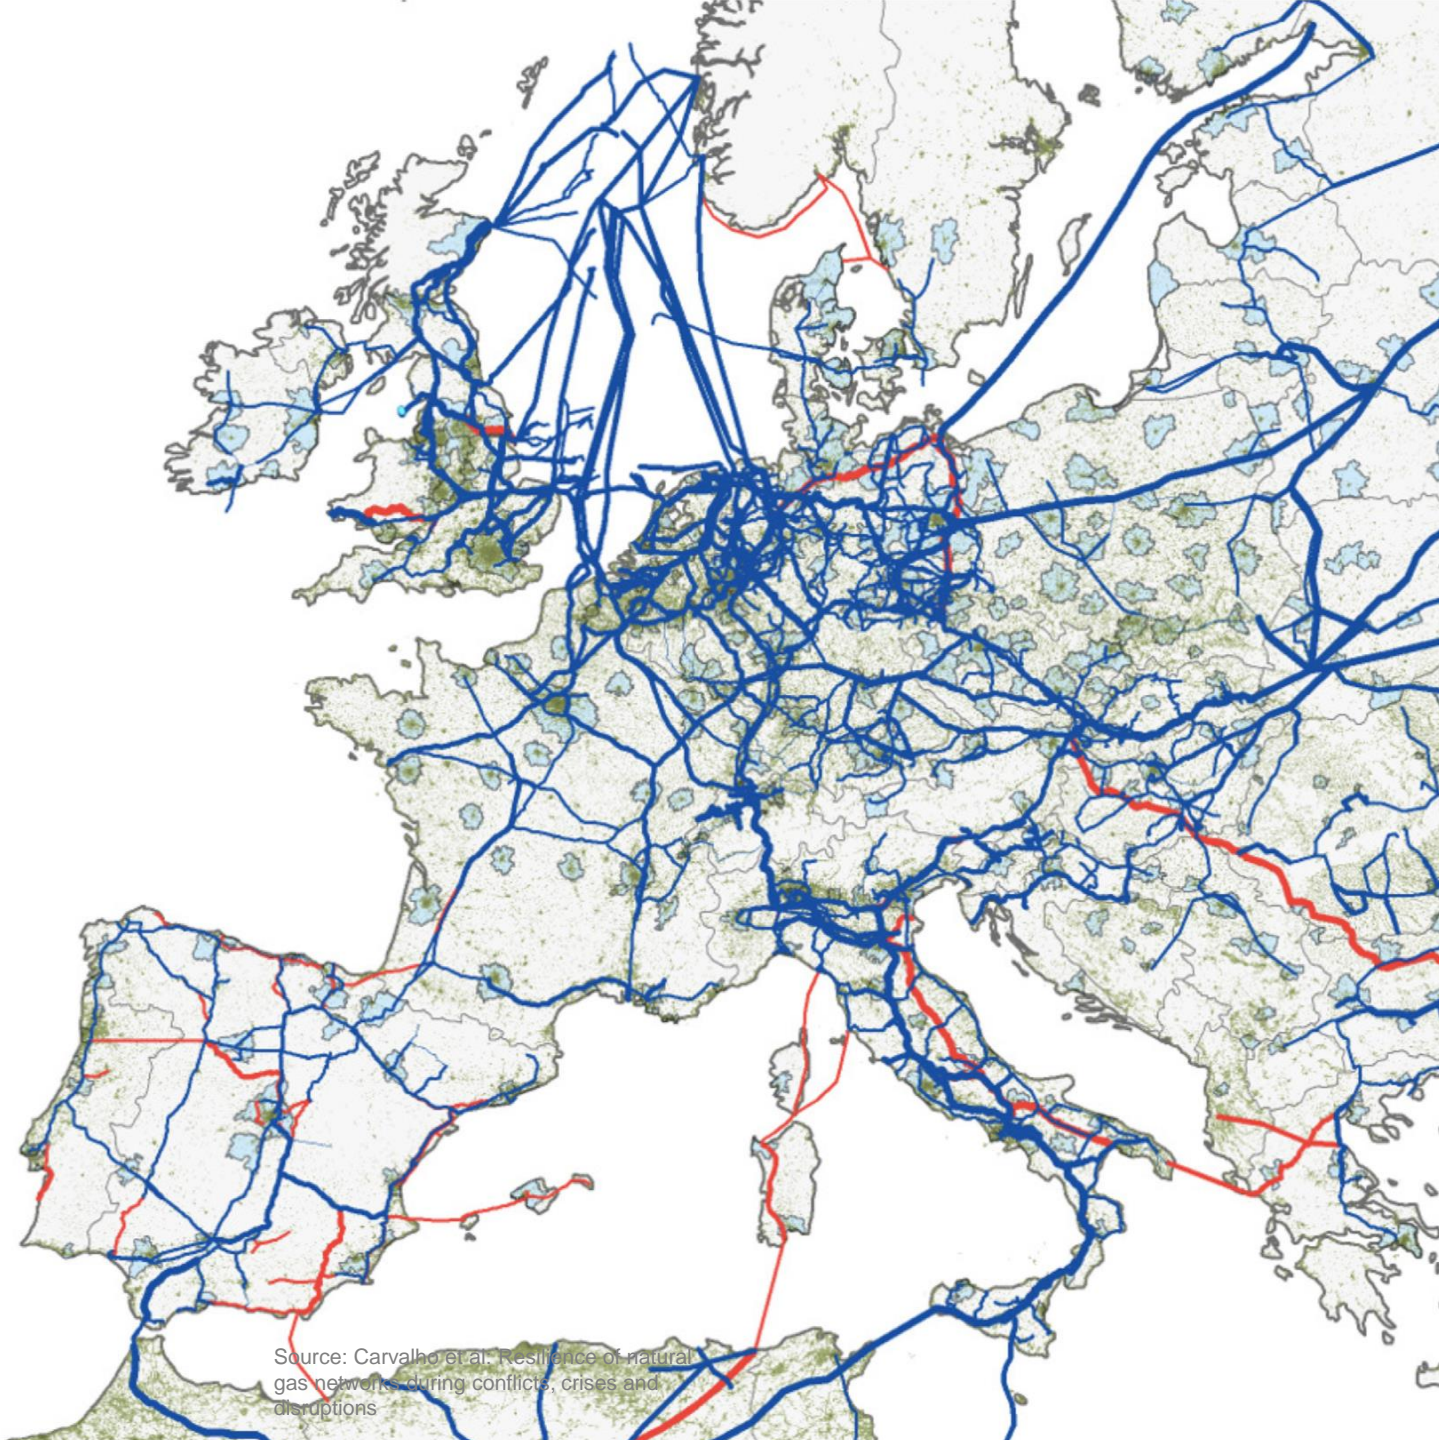 Source: Carvalho et al. Resilience of natural
gas networks during conflicts, crises and
disruptions